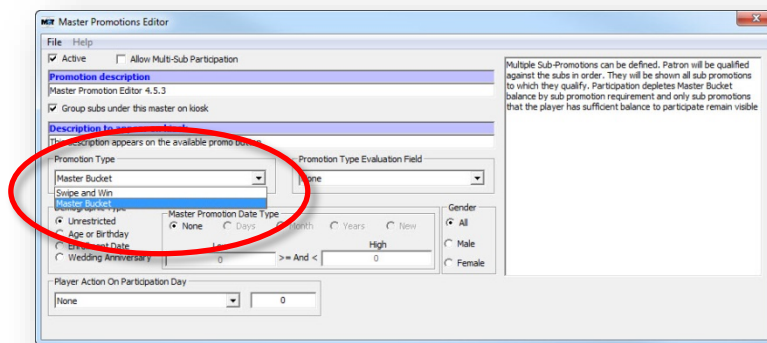 MIR Master Promotions Editor
File Help
Active Allow Multi-Sub Participation
Promotion description
Master Promotion Editor 4.5.3
Group subs under this master on kiosk
Description to appear on
This description appears on the available promo
Promotion Type Promotion Type Evaluation Field
Master Bucket None
Swipe and Win
Master Bucket
Demographic Type Master Promotion Date Type Gender
Unrestricted None Days Month Years New All
Age or Birthday
Enrollment Date High Male
Wedding Anniversary 0 >= And < 0 Female
Player Action On Participation Day
None 0
Multiple Sub-Promotions can be defined. Patron will be qualified
against the subs in order. They will be shown all sub promotions
to which they qualify. Participation depletes Master Bucket
balance by sub promotion requirement and only sub promotions
that the player has sufficient balance to participate remain visible